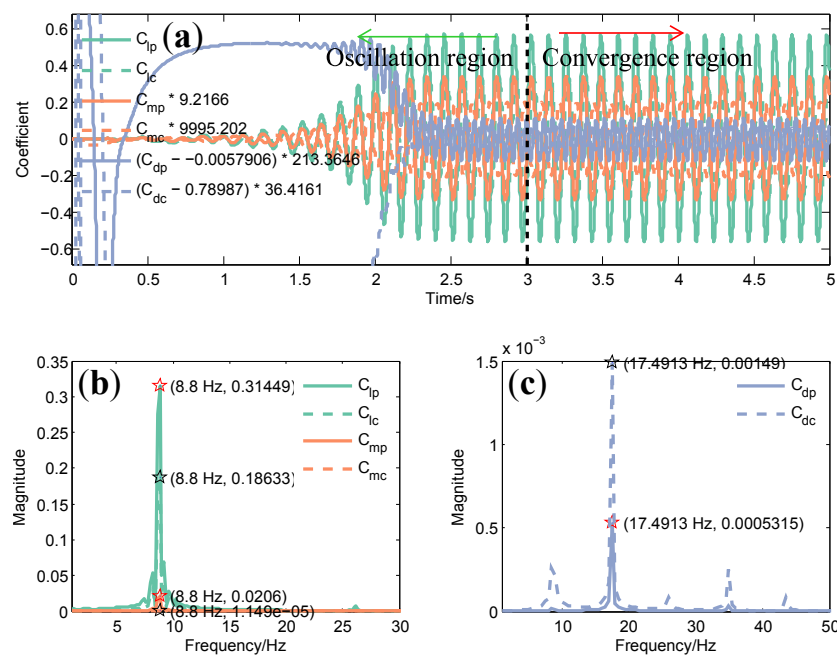 (a)
C_lp
C_lc
C_mp * 9.2166
C_mc * 9995.202
(C_dp − −0.0057906) * 213.3646
(C_dc − 0.78987) * 36.4161
Oscillation region
Convergence region
Coefficient
0.6
0.4
0.2
0
−0.2
−0.4
−0.6
0 0.5 1 1.5 2 2.5 3 3.5 4 4.5 5
Time/s
(b)
0.35
0.3
0.25
0.2
0.15
0.1
0.05
0
Magnitude
(8.8 Hz, 0.31449)
(8.8 Hz, 0.18633)
(8.8 Hz, 0.0206)
(8.8 Hz, 1.149e−05)
C_lp
C_lc
C_mp
C_mc
5 10 15 20 25 30
Frequency/Hz
(c)
x 10^−3
1.5
1
0.5
0
Magnitude
(17.4913 Hz, 0.00149)
(17.4913 Hz, 0.0005315)
C_dp
C_dc
10 20 30 40 50
Frequency/Hz